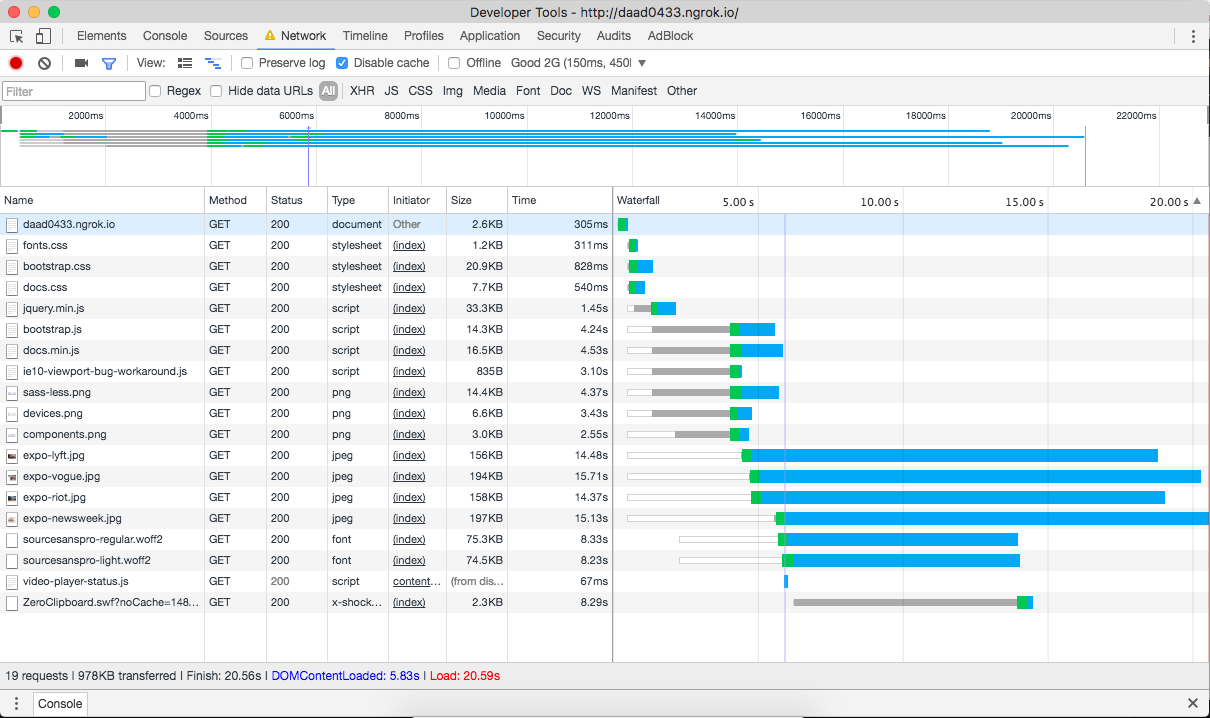 Developer Tools - http://daad0433.ngrok.io/
Elements Console Sources Network Timeline Profiles Application Security Audits AdBlock
View: Preserve log Disable cache Offline Good 2G (150ms, 450
Filter Regex Hide data URLs All XHR JS CSS Img Media Font Doc WS Manifest Other
2000ms 4000ms 6000ms 8000ms 10000ms 12000ms 14000ms 16000ms 18000ms 20000ms 22000ms
Name Method Status Type Initiator Size Time Waterfall 5.00 s 10.00 s 15.00 s 20.00 s
daad0433.ngrok.io GET 200 document Other 2.6KB 305ms
fonts.css GET 200 stylesheet (index) 1.2KB 311ms
bootstrap.css GET 200 stylesheet (index) 20.9KB 828ms
docs.css GET 200 stylesheet (index) 7.7KB 540ms
jquery.min.js GET 200 script (index) 33.3KB 1.45s
bootstrap.js GET 200 script (index) 14.3KB 4.24s
docs.min.js GET 200 script (index) 16.5KB 4.53s
ie10-viewport-bug-workaround.js GET 200 script (index) 835B 3.10s
sass-less.png GET 200 png (index) 14.4KB 4.37s
devices.png GET 200 png (index) 6.6KB 3.43s
components.png GET 200 png (index) 3.0KB 2.55s
expo-lyft.jpg GET 200 jpeg (index) 156KB 14.48s
expo-vogue.jpg GET 200 jpeg (index) 194KB 15.71s
expo-riot.jpg GET 200 jpeg (index) 158KB 14.37s
expo-newsweek.jpg GET 200 jpeg (index) 197KB 15.13s
sourcesanspro-regular.woff2 GET 200 font (index) 75.3KB 8.33s
sourcesanspro-light.woff2 GET 200 font (index) 74.5KB 8.23s
video-player-status.js GET 200 script content... (from dis... 67ms
ZeroClipboard.swf?noCache=148... GET 200 x-shock... (index) 2.3KB 8.29s
19 requests | 978KB transferred | Finish: 20.56s | DOMContentLoaded: 5.83s | Load: 20.59s
Console